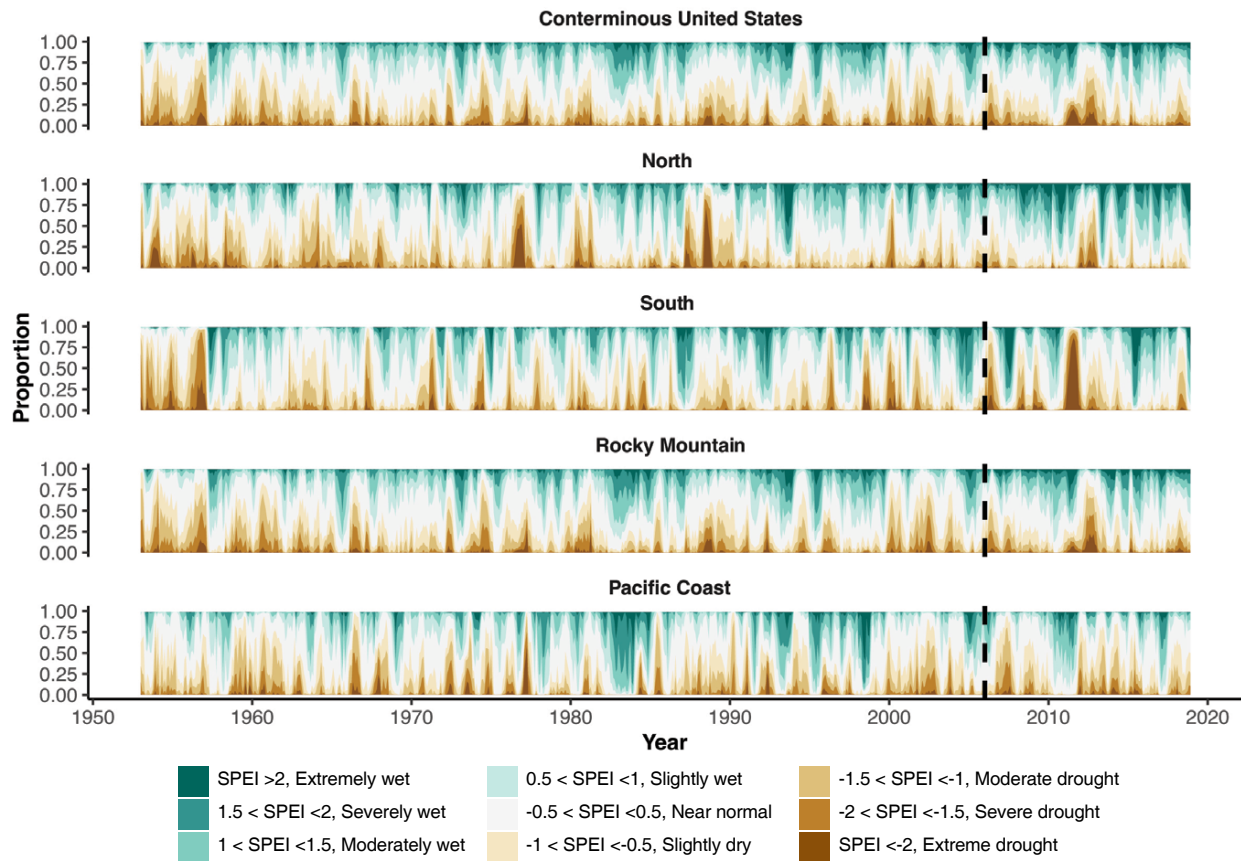 Conterminous United States
1.00
0.75
0.50
0.25
0.00
North
1.00
0.75
0.50
0.25
0.00
South
1.00
0.75
0.50
0.25
0.00
Proportion
Rocky Mountain
1.00
0.75
0.50
0.25
0.00
Pacific Coast
1.00
0.75
0.50
0.25
0.00
1950 1960 1970 1980 1990 2000 2010 2020
Year
SPEI >2, Extremely wet
1.5 < SPEI <2, Severely wet
1 < SPEI <1.5, Moderately wet
0.5 < SPEI <1, Slightly wet
-0.5 < SPEI <0.5, Near normal
-1 < SPEI <-0.5, Slightly dry
-1.5 < SPEI <-1, Moderate drought
-2 < SPEI <-1.5, Severe drought
SPEI <-2, Extreme drought